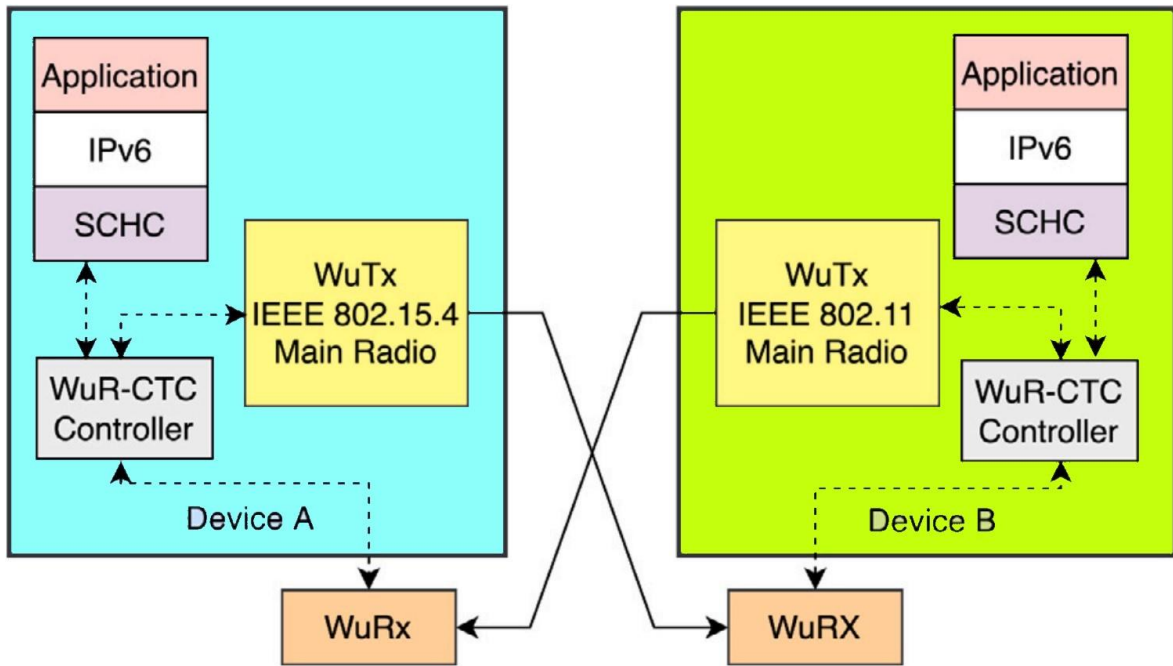 Application
IPv6
SCHC
WuTx
IEEE 802.15.4
Main Radio
WuR-CTC
Controller
Device A
WuRx
Application
IPv6
SCHC
WuTx
IEEE 802.11
Main Radio
WuR-CTC
Controller
Device B
WuRX